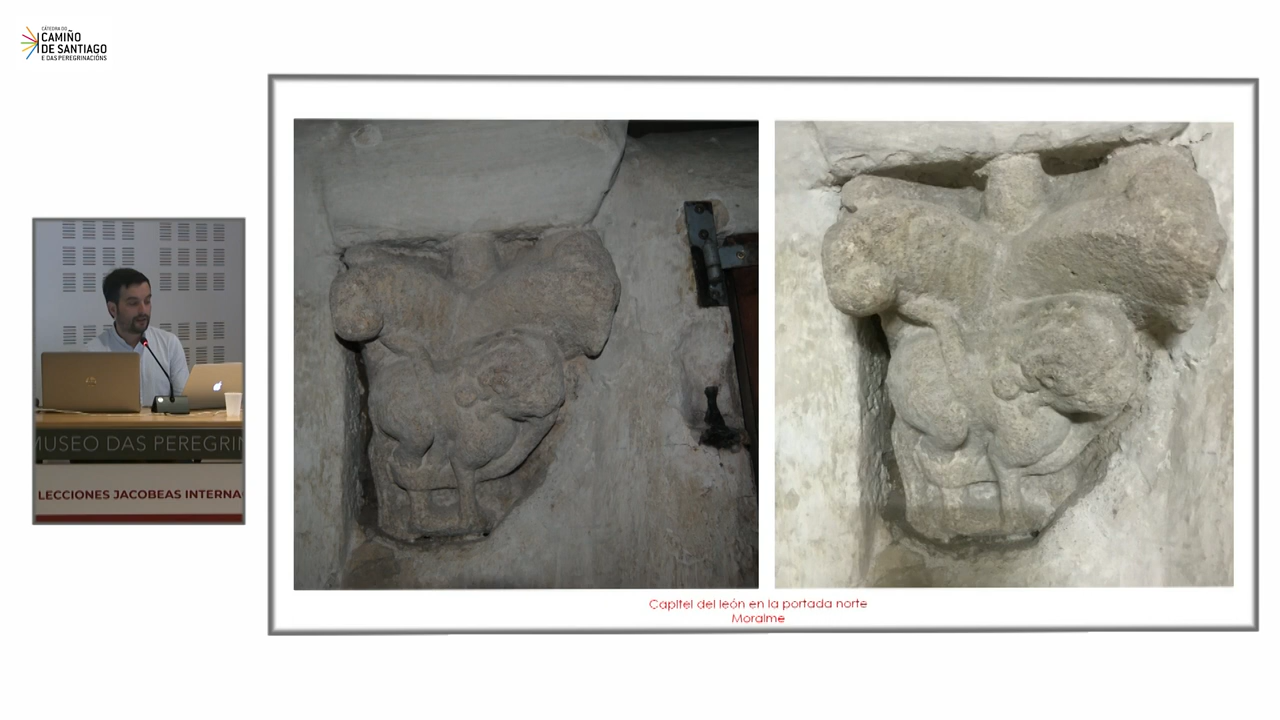 CÁTEDRA DO
CAMIÑO
DE SANTIAGO
E DAS PEREGRINACIÓNS
MUSEO DAS PEREGRIN
LECCIONES JACOBEAS INTERNA
Capitel del león en la portada norte
Moraime